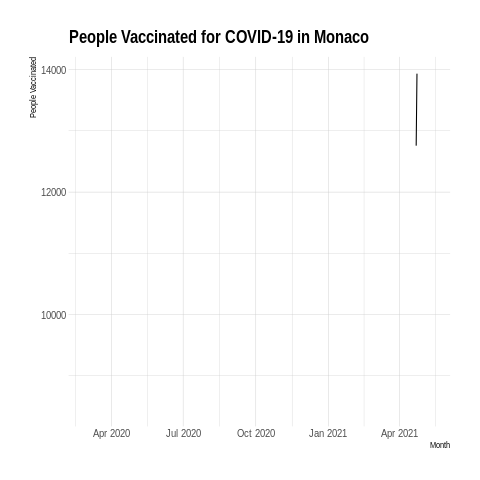 People Vaccinated for COVID-19 in Monaco
People Vaccinated
14000
12000
10000
Apr 2020 Jul 2020 Oct 2020 Jan 2021 Apr 2021
Month